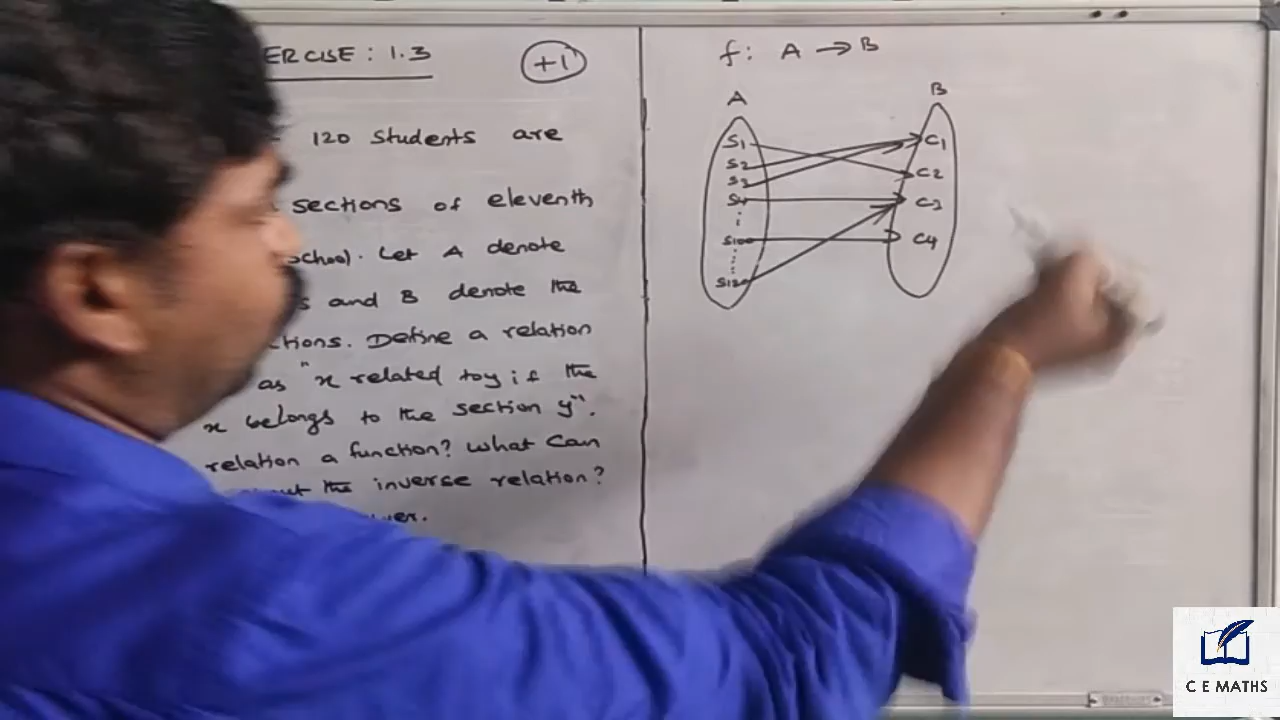 ERCISE : 1.3
+1
120 students are
sections of eleventh
school. Let A denote
s and B denote the
tions. Define a relation
as "x related to y if the
x belongs to the section y".
relation a function? What can
the inverse relation?
f: A → B
A
B
S1
S2
S3
S4
S100
S120
C1
C2
C3
C4
C E MATHS